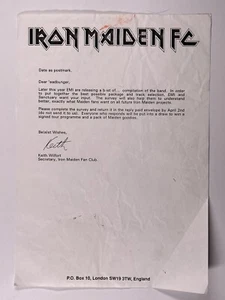 IRON MAIDEN FC
Date as postmark.
Dear 'eadbanger,
Later this year EMI are releasing a b-st of... compilation of the band. In order
to put together the best possible package and track selection, EMI and
Sanctuary want your input. The survey will also help them to understand
better, exactly what Maiden fans want on all future Iron Maiden projects.
Please complete the survey and return it in the reply paid envelope by April 2nd
(do not send it to us). Everyone who responds will be put into a draw to win a
signed tour programme and a pack of Maiden goodies.
Beastst Wishes,
Keith
Keith Wilfort
Secretary, Iron Maiden Fan Club.
P.O. Box 10, London SW19 3TW, England